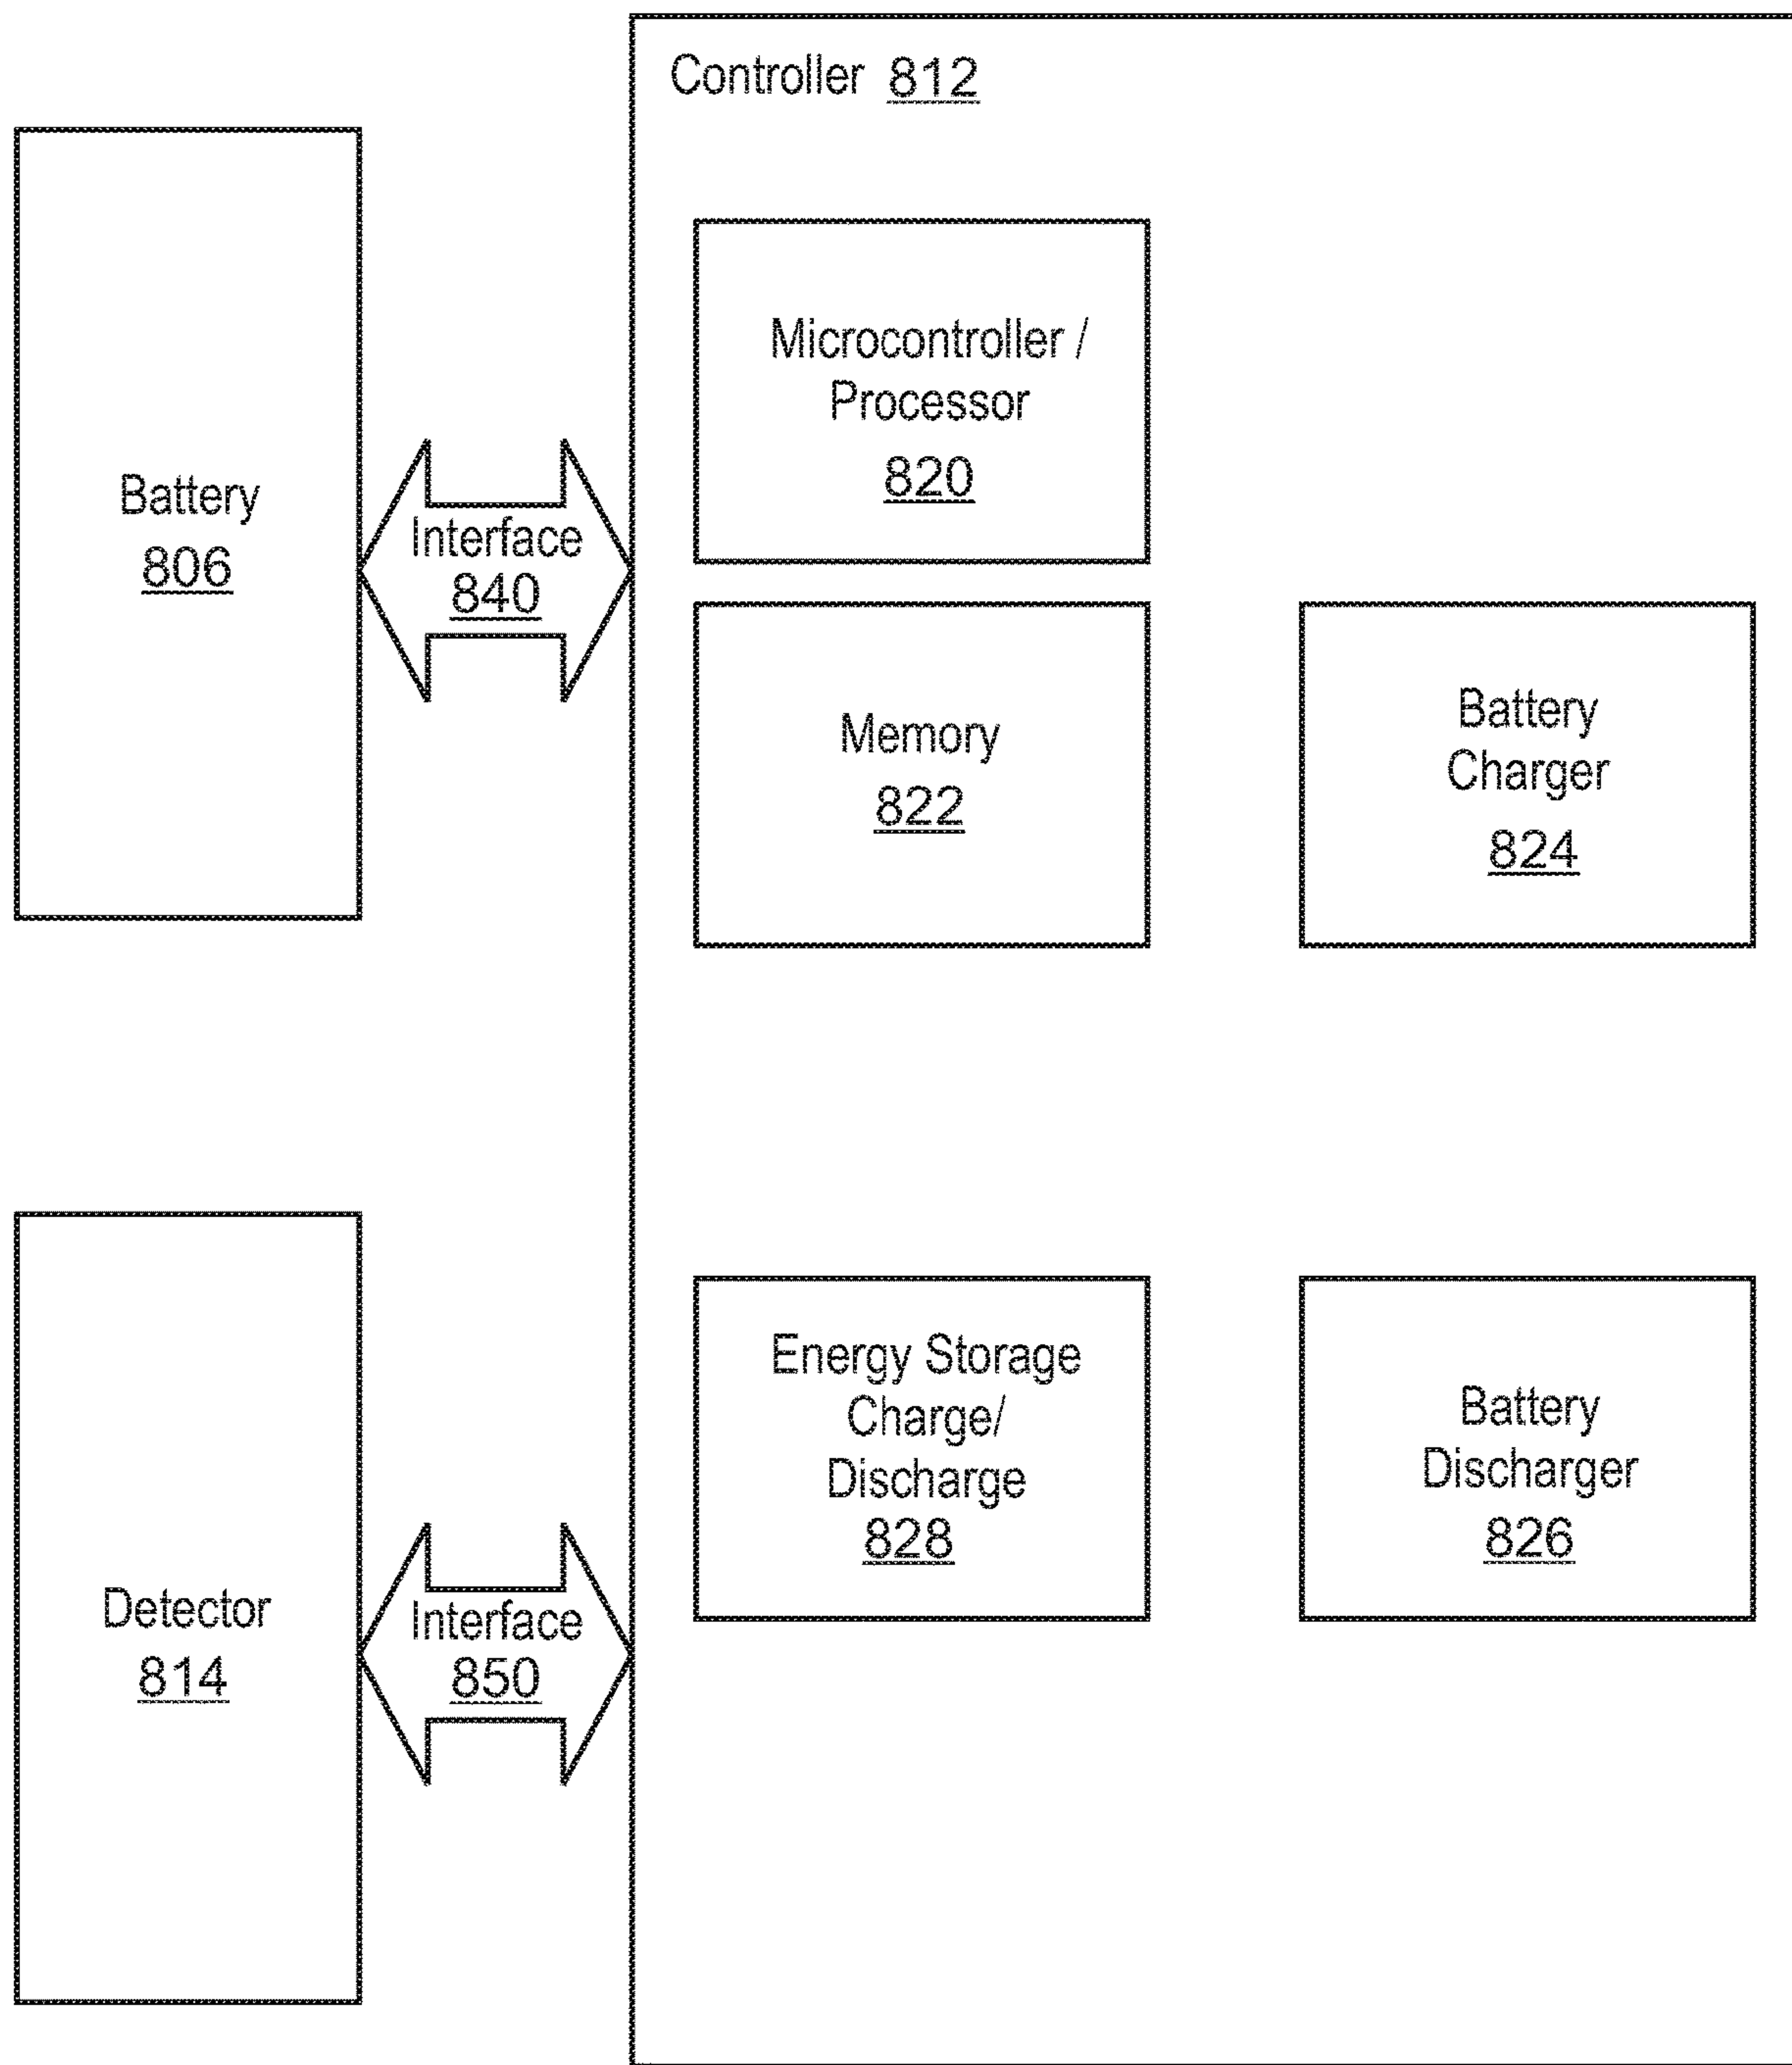 Controller 812
Battery
806
Interface
840
Microcontroller /
Processor
820
Memory
822
Battery
Charger
824
Detector
814
Interface
850
Energy Storage
Charge/
Discharge
828
Battery
Discharger
826